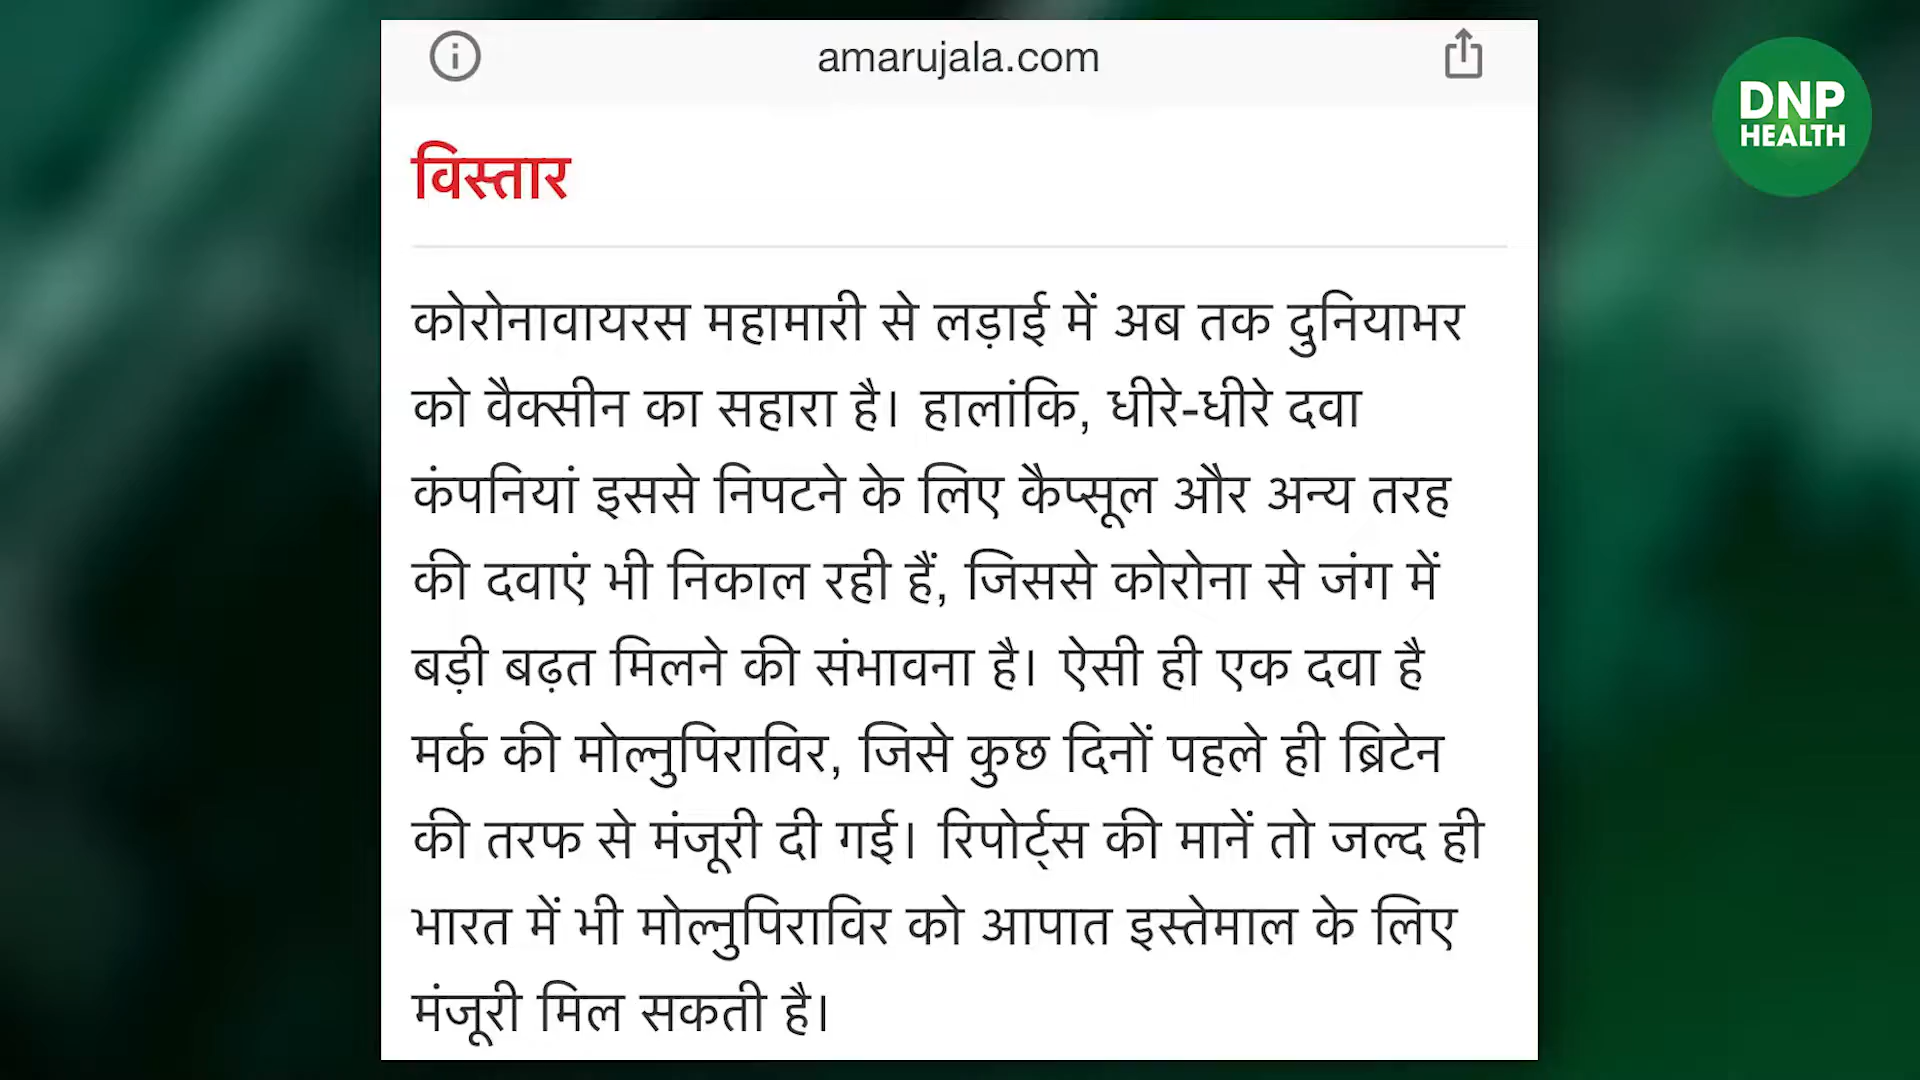 amarujala.com
DNP
HEALTH
विस्तार
कोरोनावायरस महामारी से लड़ाई में अब तक दुनियाभर
को वैक्सीन का सहारा है। हालांकि, धीरे-धीरे दवा
कंपनियां इससे निपटने के लिए कैप्सूल और अन्य तरह
की दवाएं भी निकाल रही हैं, जिससे कोरोना से जंग में
बड़ी बढ़त मिलने की संभावना है। ऐसी ही एक दवा है
मर्क की मोल्नुपिराविर, जिसे कुछ दिनों पहले ही ब्रिटेन
की तरफ से मंजूरी दी गई। रिपोर्ट्स की मानें तो जल्द ही
भारत में भी मोल्नुपिराविर को आपात इस्तेमाल के लिए
मंजूरी मिल सकती है।